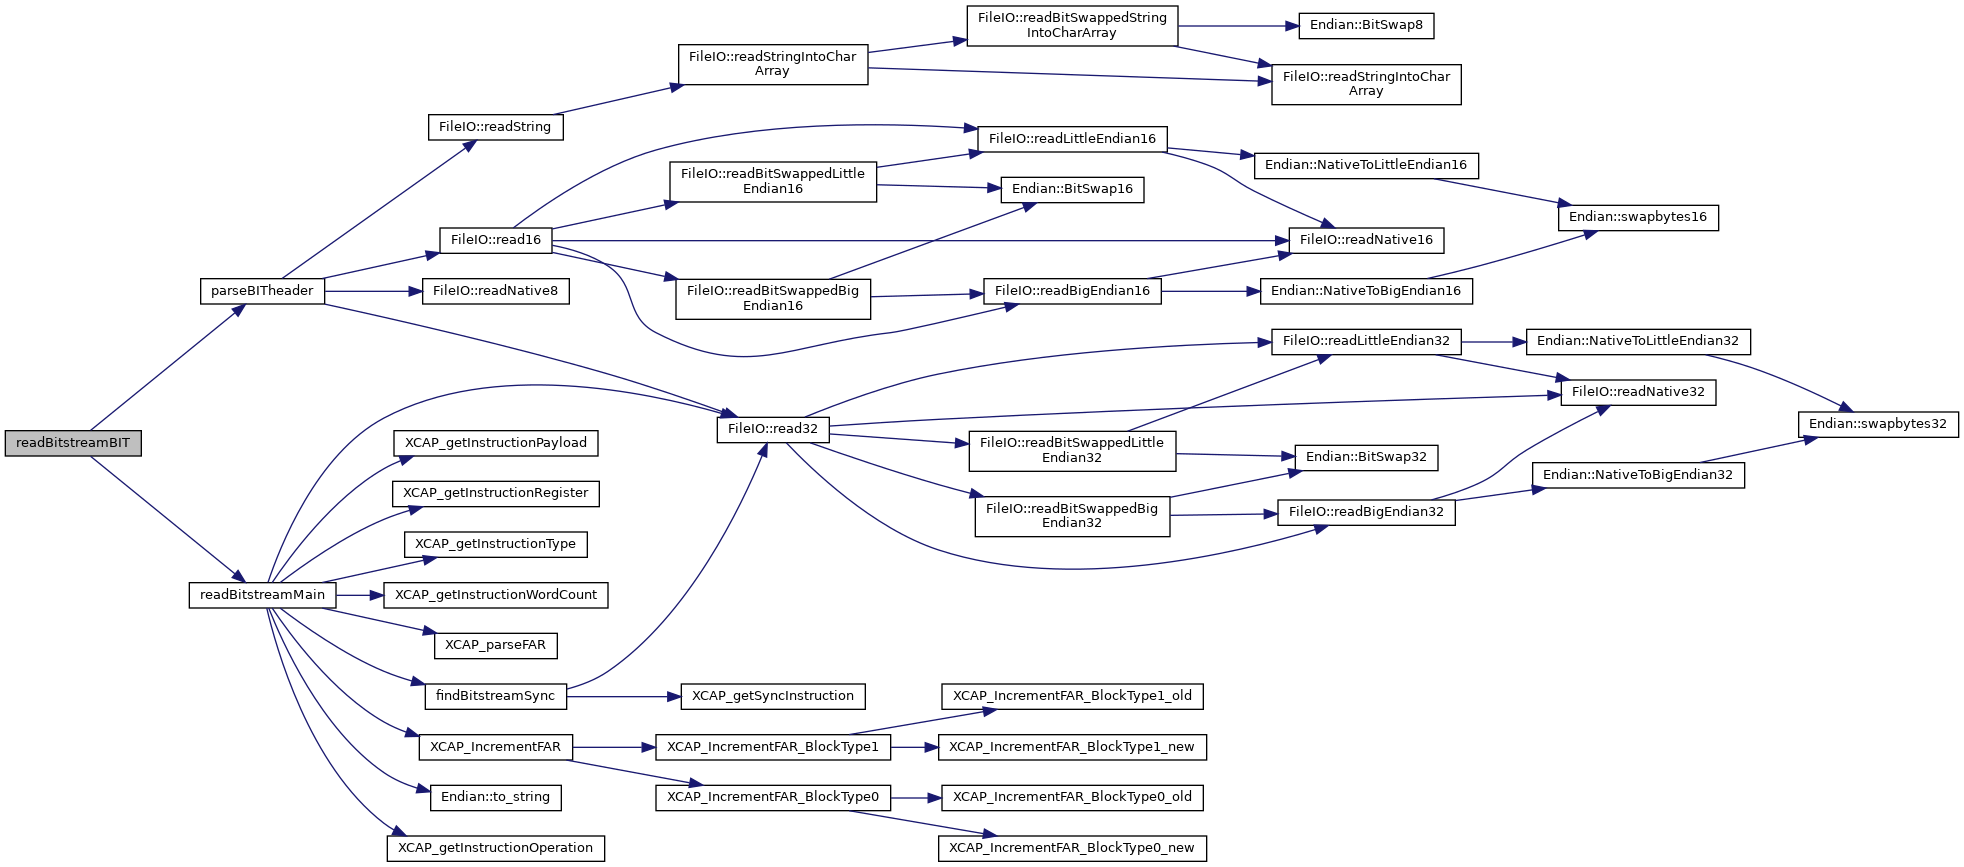 readBitstreamBIT
parseBITheader
readBitstreamMain
FileIO::readString
FileIO::read16
FileIO::readNative8
XCAP_getInstructionPayload
XCAP_getInstructionRegister
XCAP_getInstructionType
XCAP_getInstructionWordCount
XCAP_parseFAR
findBitstreamSync
XCAP_IncrementFAR
Endian::to_string
XCAP_getInstructionOperation
FileIO::readStringIntoChar
Array
FileIO::readBitSwappedLittle
Endian16
FileIO::readBitSwappedBig
Endian16
FileIO::read32
XCAP_getSyncInstruction
XCAP_IncrementFAR_BlockType1
XCAP_IncrementFAR_BlockType0
FileIO::readBitSwappedString
IntoCharArray
FileIO::readLittleEndian16
Endian::BitSwap16
FileIO::readBigEndian16
FileIO::readBitSwappedLittle
Endian32
FileIO::readBitSwappedBig
Endian32
XCAP_IncrementFAR_BlockType1_old
XCAP_IncrementFAR_BlockType1_new
XCAP_IncrementFAR_BlockType0_old
XCAP_IncrementFAR_BlockType0_new
Endian::BitSwap8
FileIO::readStringIntoChar
Array
Endian::NativeToLittleEndian16
FileIO::readNative16
Endian::NativeToBigEndian16
FileIO::readLittleEndian32
Endian::BitSwap32
FileIO::readBigEndian32
Endian::swapbytes16
Endian::NativeToLittleEndian32
FileIO::readNative32
Endian::NativeToBigEndian32
Endian::swapbytes32